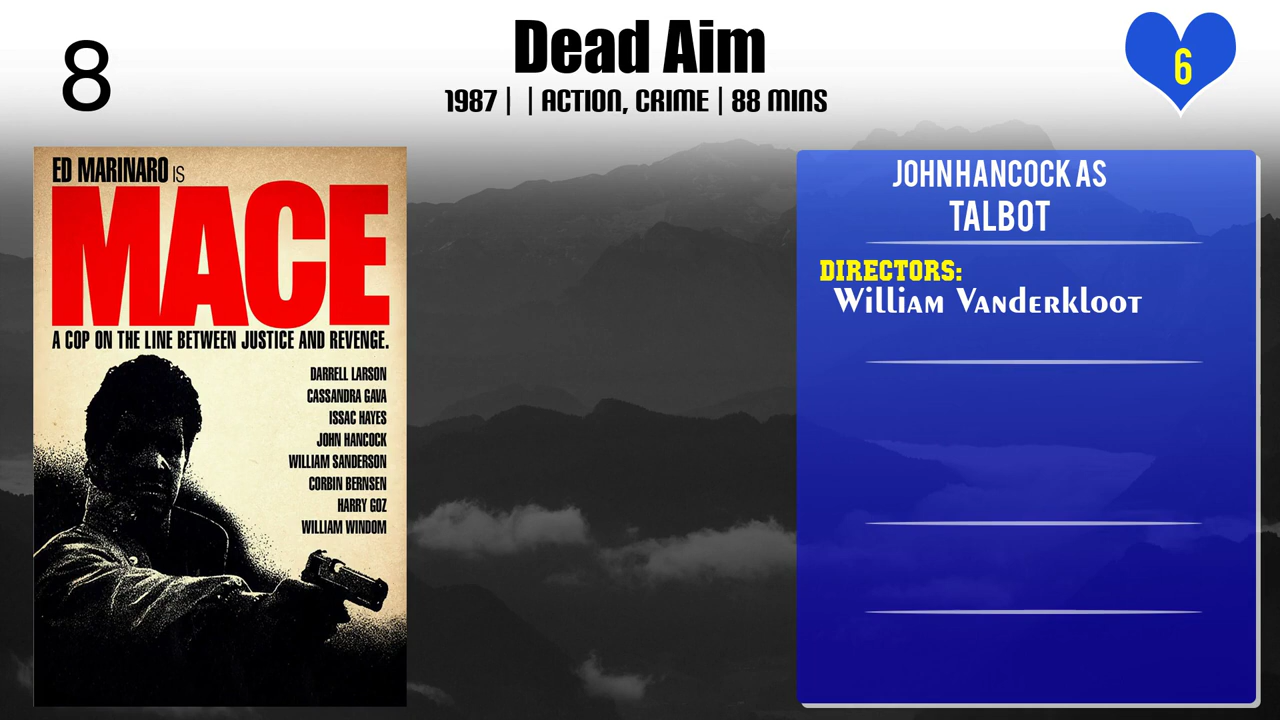 8
Dead Aim
1987 | | ACTION, CRIME | 88 MINS
6
ED MARINARO IS
MACE
A COP ON THE LINE BETWEEN JUSTICE AND REVENGE.
DARRELL LARSON
CASSANDRA GAVA
ISSAC HAYES
JOHN HANCOCK
WILLIAM SANDERSON
CORBIN BERNSEN
HARRY GOZ
WILLIAM WINDOM
JOHN HANCOCK AS
TALBOT
DIRECTORS:
William Vanderkloot